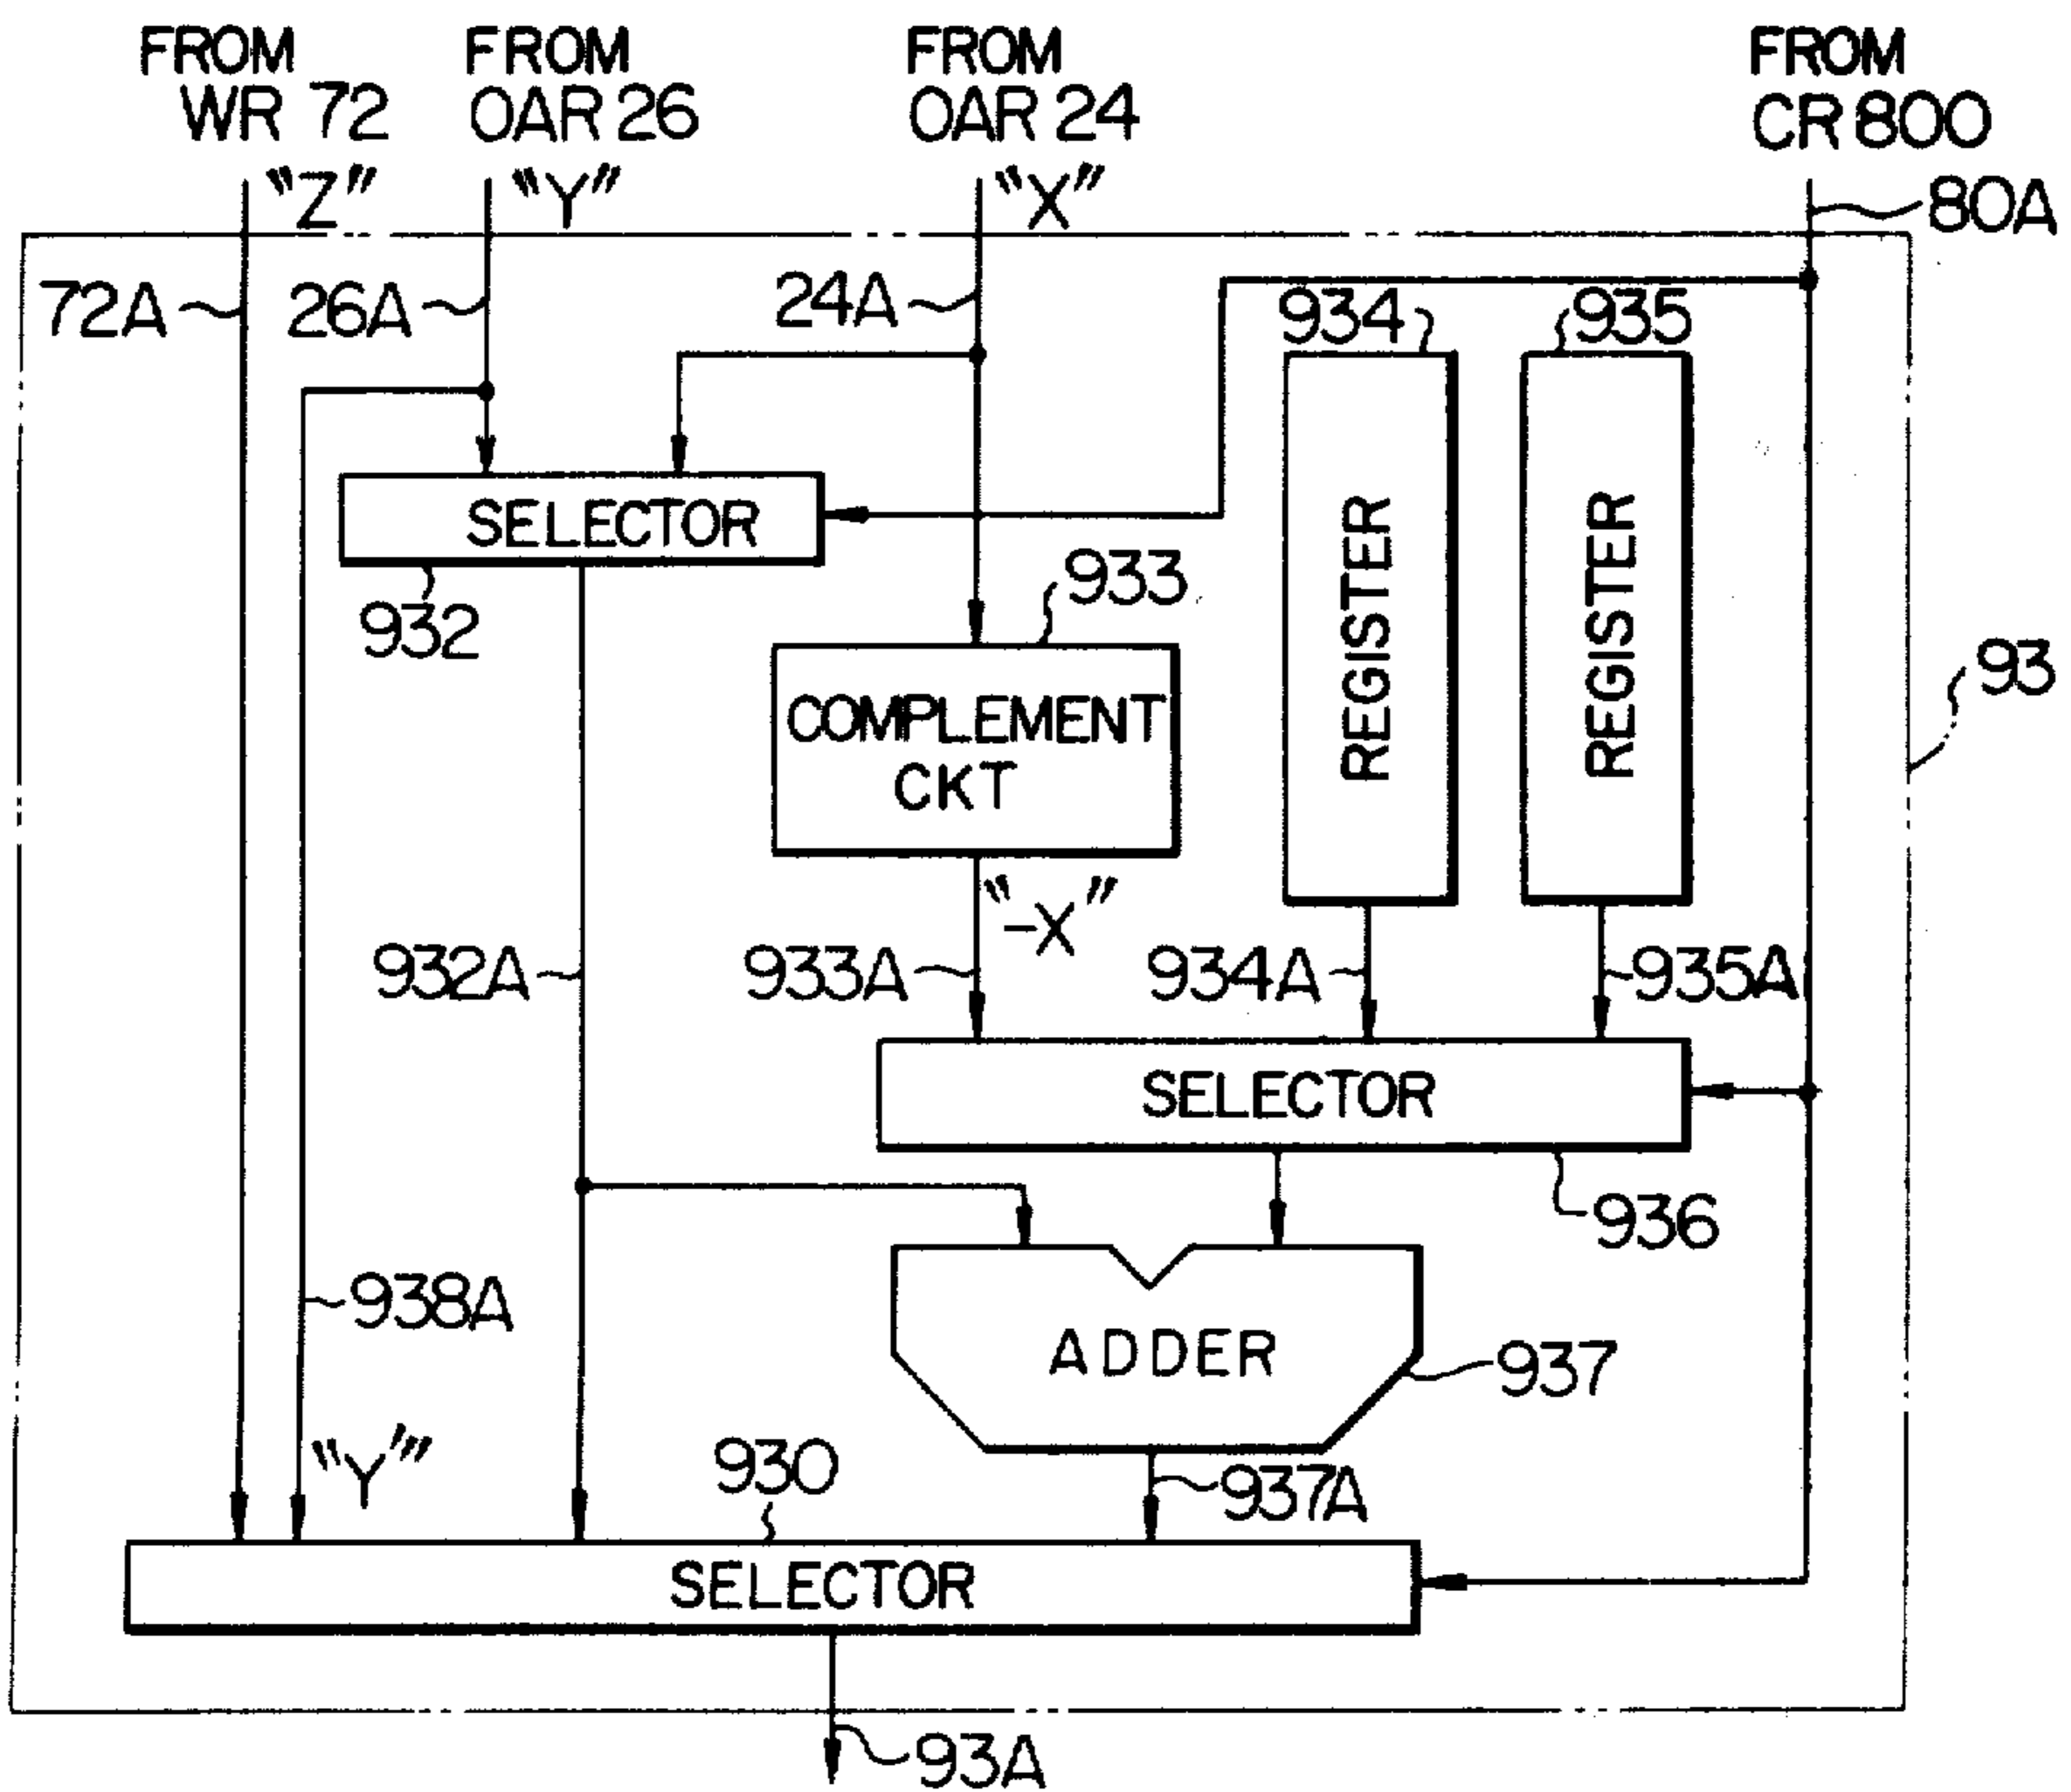 FROM
WR 72
FROM
OAR 26
FROM
OAR 24
FROM
CR 800
"Z"
"Y"
"X"
80A
72A
26A
24A
934
935
SELECTOR
932
933
COMPLEMENT
CKT
REGISTER
REGISTER
93
"-X"
932A
933A
934A
935A
SELECTOR
936
938A
ADDER
937
"Y'"
930
937A
SELECTOR
93A